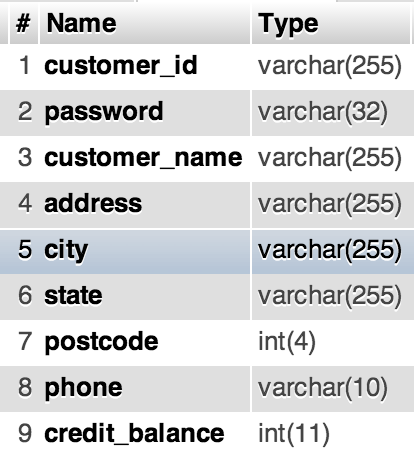 # Name Type
1 customer_id varchar(255)
2 password varchar(32)
3 customer_name varchar(255)
4 address varchar(255)
5 city varchar(255)
6 state varchar(255)
7 postcode int(4)
8 phone varchar(10)
9 credit_balance int(11)